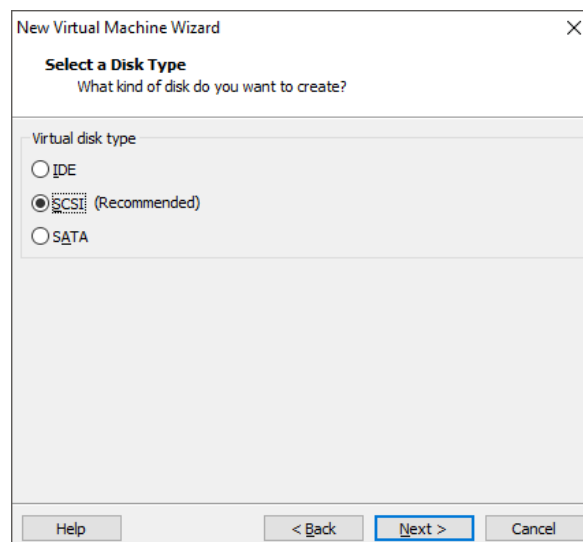 New Virtual Machine Wizard
Select a Disk Type
What kind of disk do you want to create?
Virtual disk type
IDE
SCSI (Recommended)
SATA
Help
< Back
Next >
Cancel